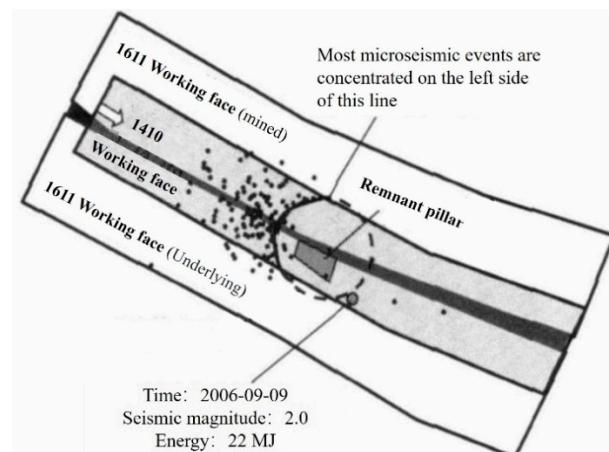 1611 Working face (mined)
Most microseismic events are
concentrated on the left side
of this line
1410
Working face
Remnant pillar
1611 Working face (Underlying)
Time: 2006-09-09
Seismic magnitude: 2.0
Energy: 22 MJ